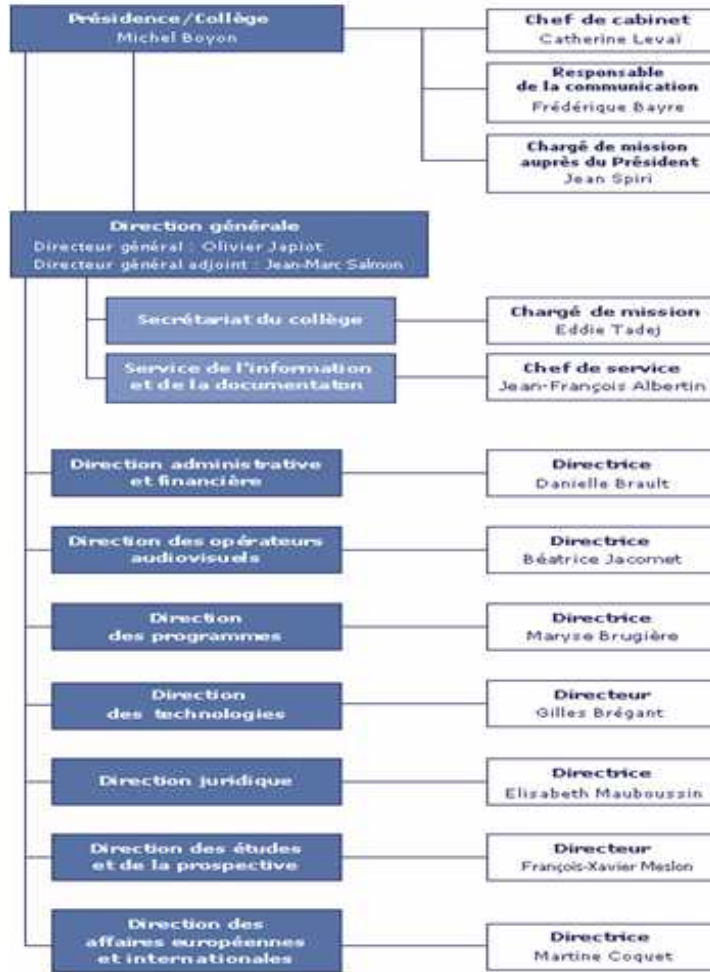 Présidence/Collège
Michel Boyon
Chef de cabinet
Catherine Levaï
Responsable
de la communication
Frédérique Bayre
Chargé de mission
auprès du Président
Jean Spiri
Direction générale
Directeur général : Olivier Japiot
Directeur général adjoint : Jean-Marc Salmon
Secrétariat du collège
Chargé de mission
Eddie Tadej
Service de l'information
et de la documentaton
Chef de service
Jean-François Albertin
Direction administrative
et financière
Directrice
Danielle Brault
Direction des opérateurs
audiovisuels
Directrice
Béatrice Jacomet
Direction
des programmes
Directrice
Maryse Brugière
Direction
des technologies
Directeur
Gilles Brégant
Direction juridique
Directrice
Elisabeth Mauboussin
Direction des études
et de la prospective
Directeur
François-Xavier Meslon
Direction des
affaires européennes
et internationales
Directrice
Martine Coquet